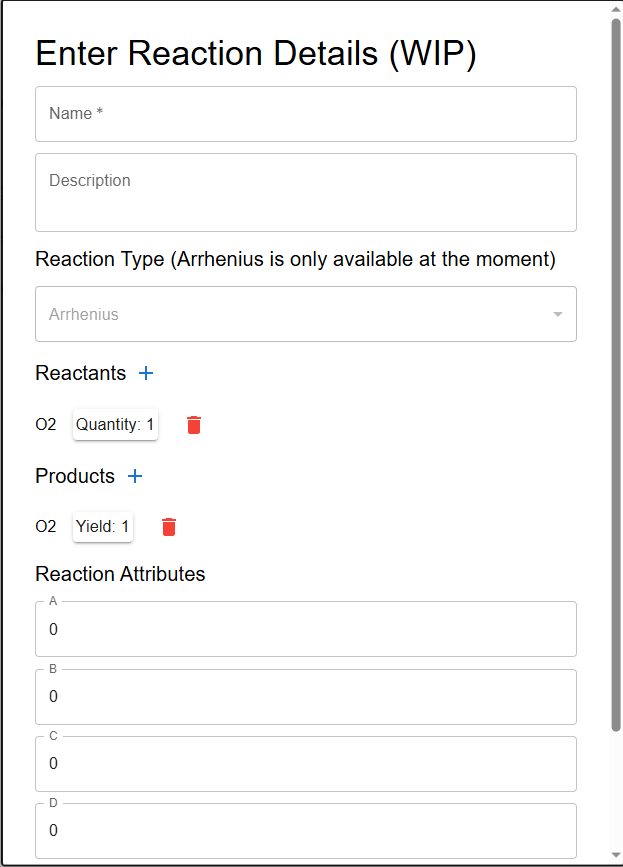 Enter Reaction Details (WIP)
Name *
Description
Reaction Type (Arrhenius is only available at the moment)
Arrhenius
Reactants +
O2 Quantity: 1
Products +
O2 Yield: 1
Reaction Attributes
A
0
B
0
C
0
D
0